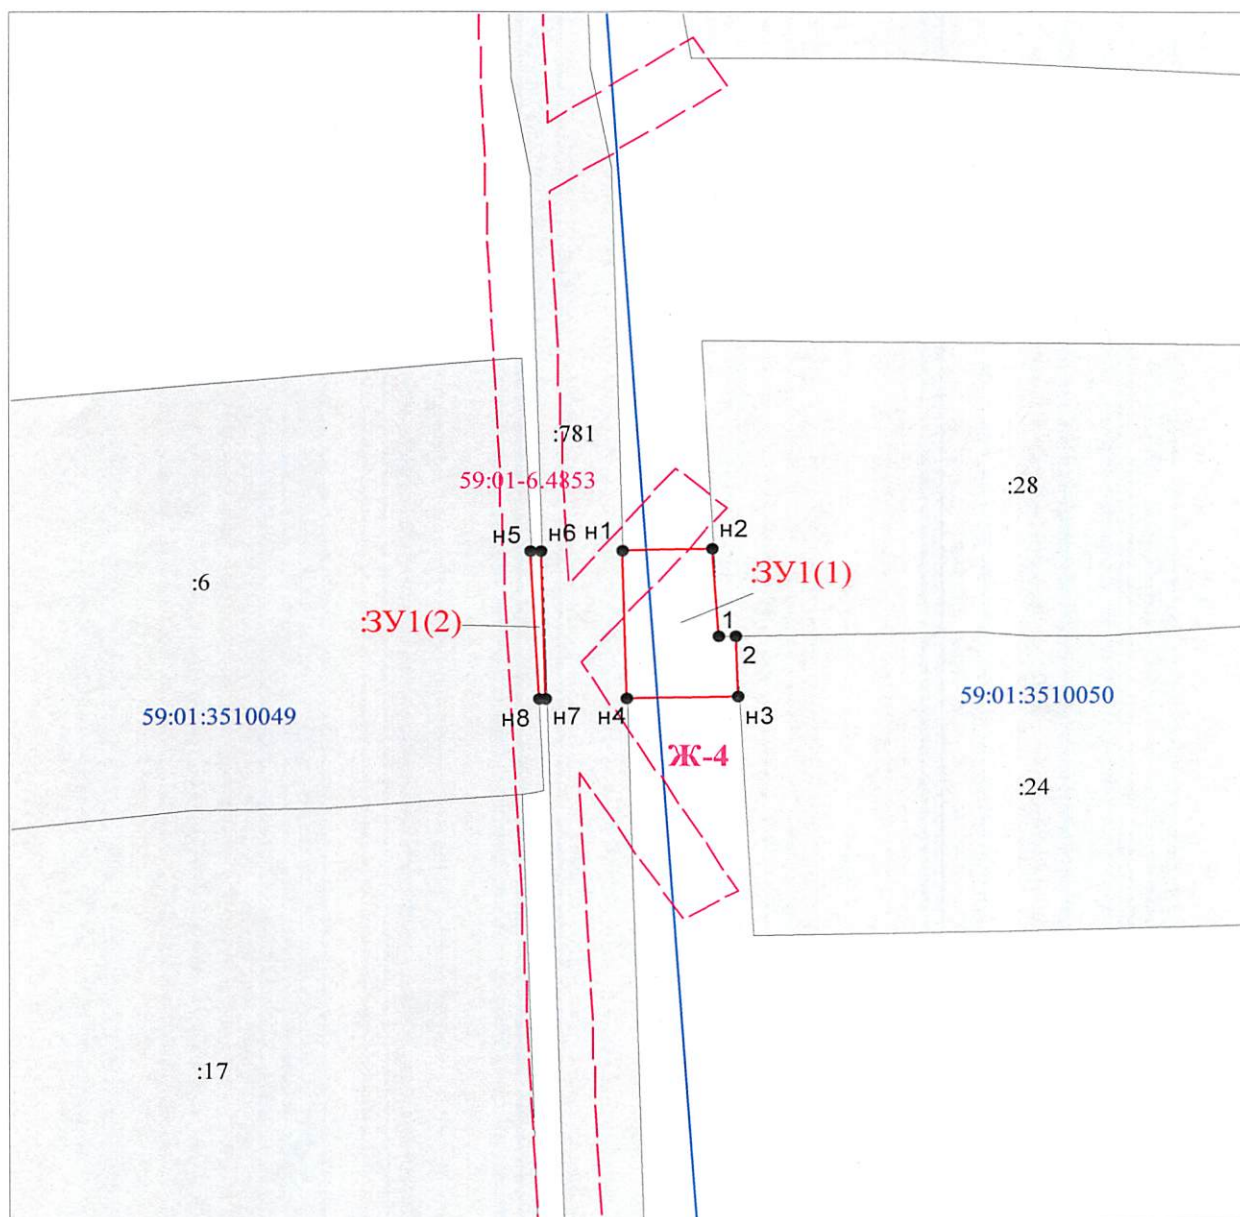 :781
59:01-6.4853
:28
н5
н6
н1
н2
:6
:ЗУ1(1)
:ЗУ1(2)
1
2
59:01:3510049
59:01:3510050
н8
н7
н4
н3
Ж-4
:24
:17